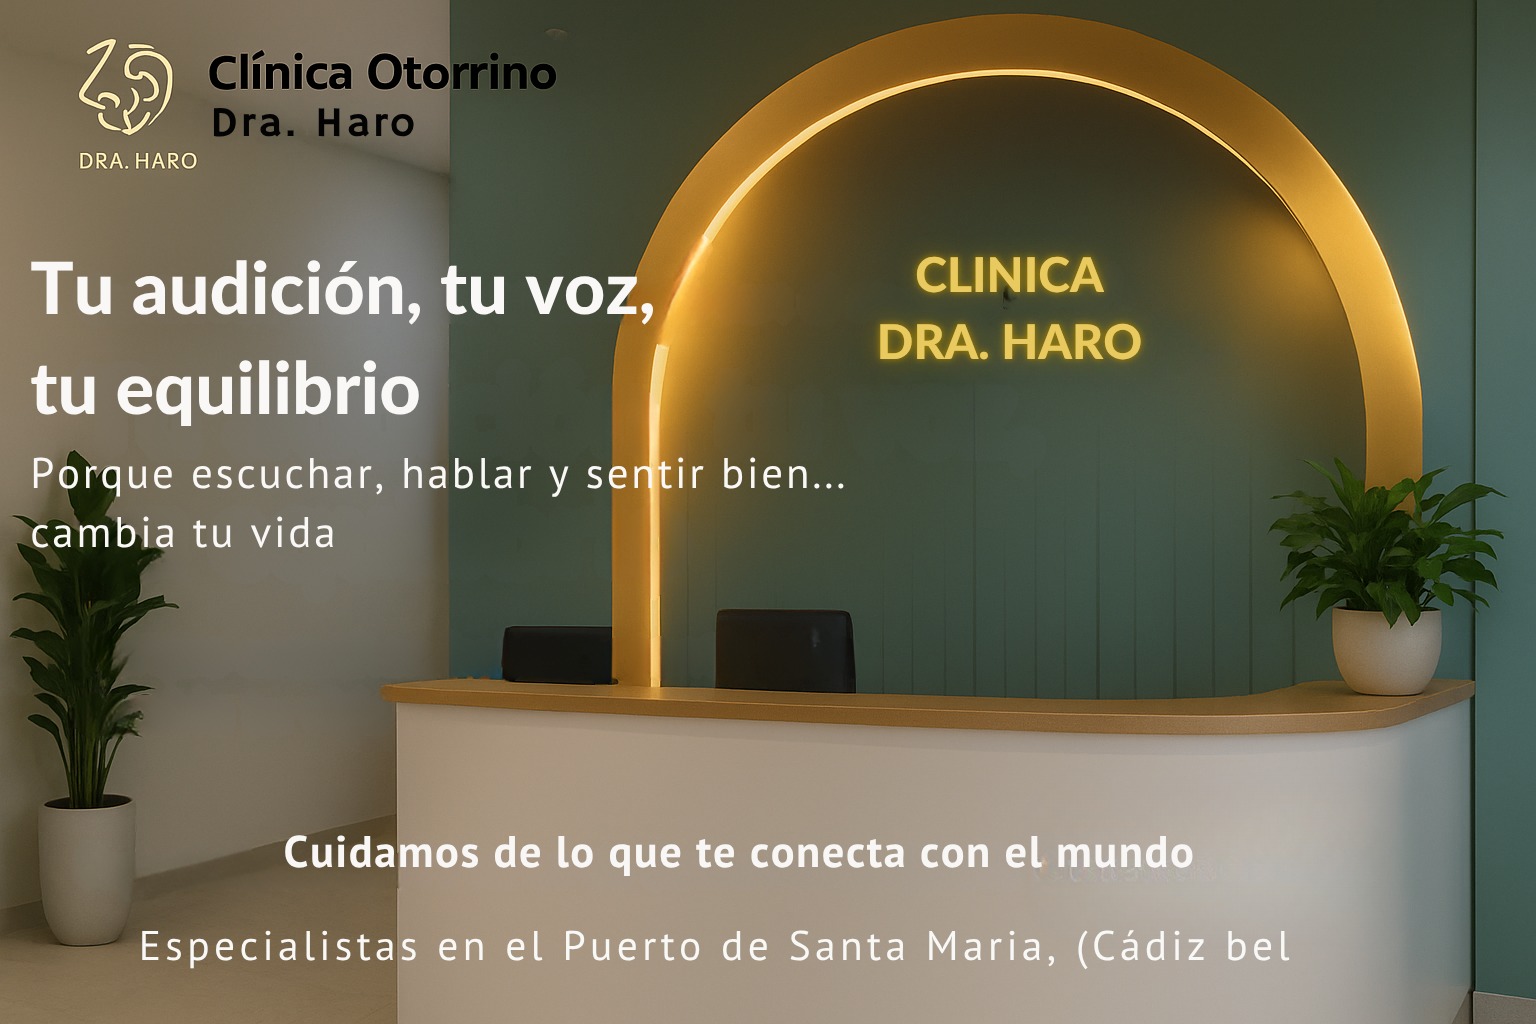 Clínica Otorrino
Dra. Haro
DRA. HARO
Tu audición, tu voz,
tu equilibrio
Porque escuchar, hablar y sentir bien...
cambia tu vida
CLINICA
DRA. HARO
Cuidamos de lo que te conecta con el mundo
Especialistas en el Puerto de Santa Maria, (Cádiz bel